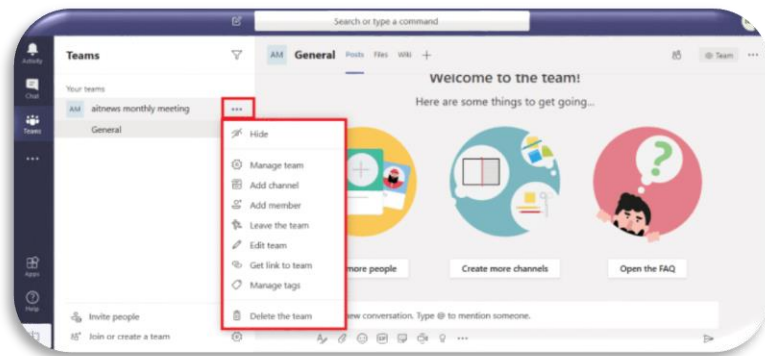 Search or type a command
Activity
Chat
Teams
Apps
Help
Teams
Your teams
AM aitnews monthly meeting
General
Hide
Manage team
Add channel
Add member
Leave the team
Edit team
Get link to team
Manage tags
Delete the team
Invite people
Join or create a team
AM General Posts Files Wiki
Team
Welcome to the team!
Here are some things to get going...
more people
Create more channels
Open the FAQ
new conversation. Type @ to mention someone.
GIF